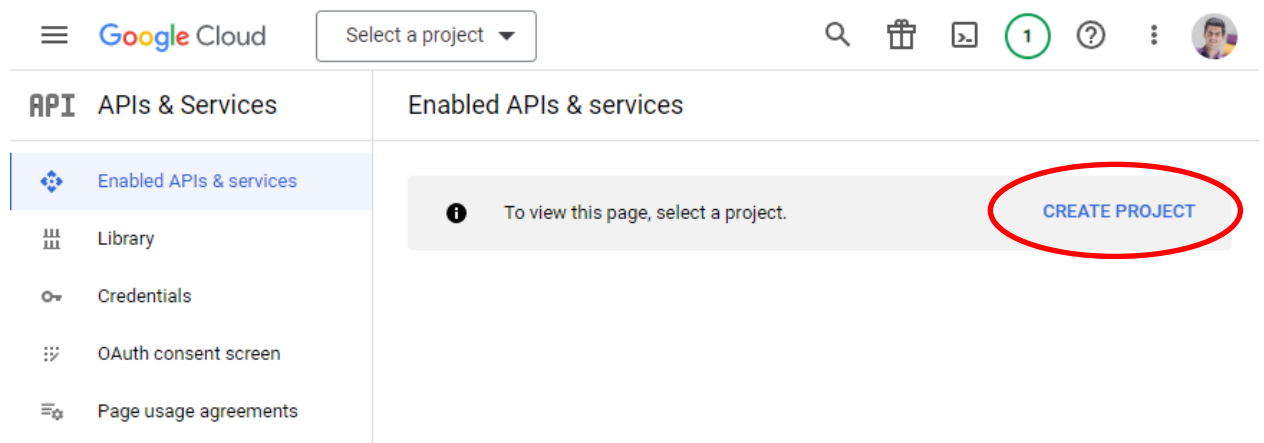 Google Cloud
Select a project
1
API APIs & Services
Enabled APIs & services
Enabled APIs & services
To view this page, select a project.
CREATE PROJECT
Library
Credentials
OAuth consent screen
Page usage agreements